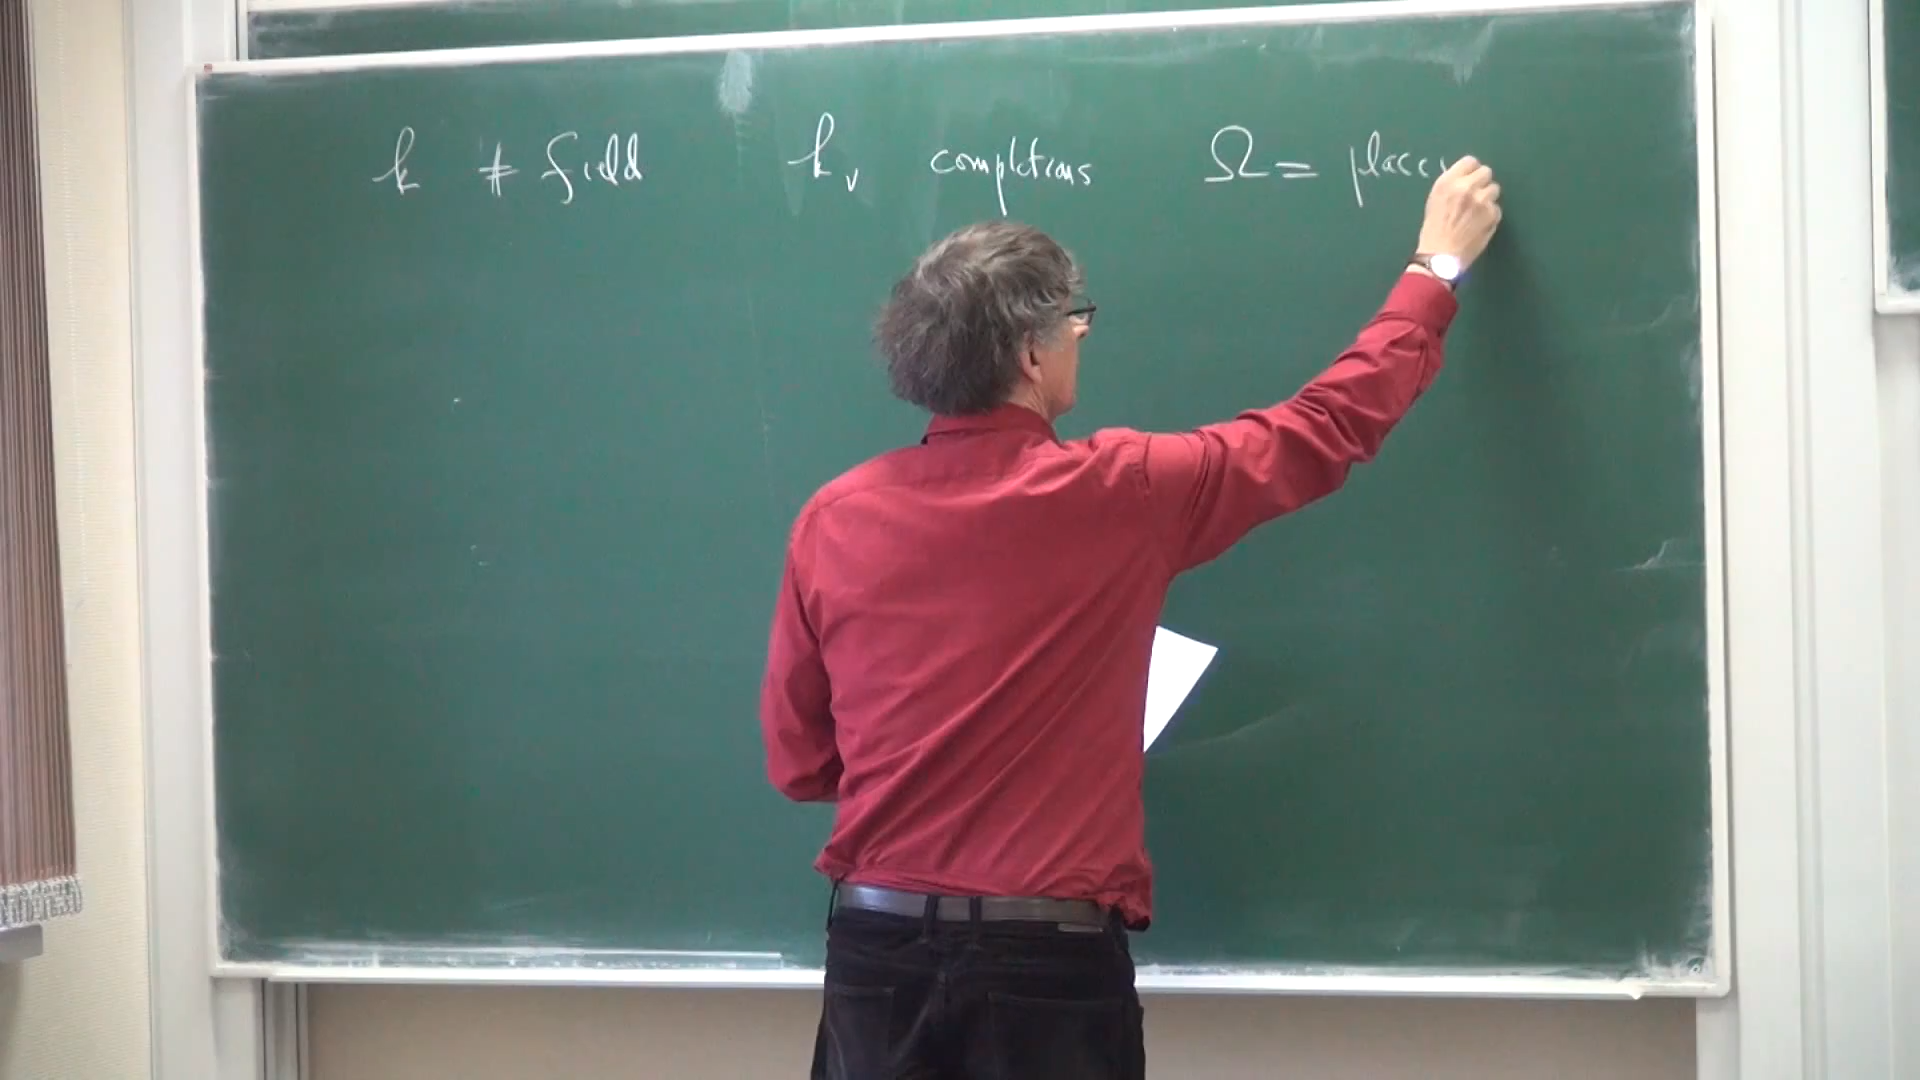 k # field k_v completions Ω = places